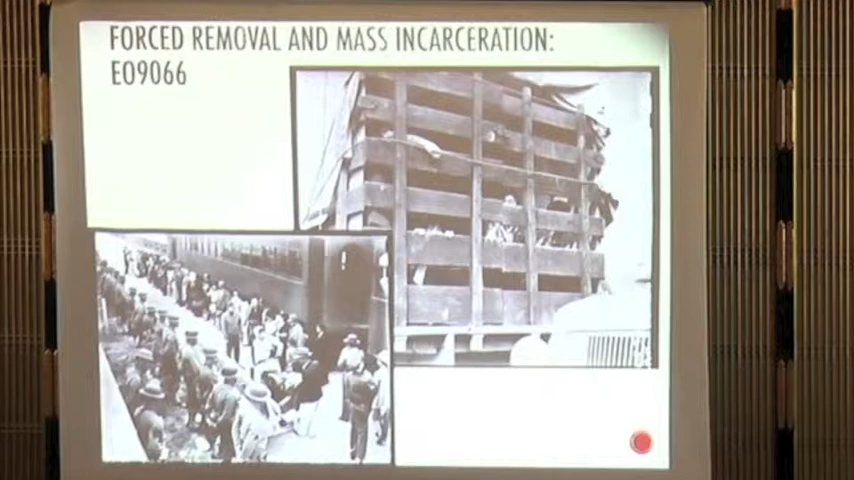 FORCED REMOVAL AND MASS INCARCERATION:
EO9066